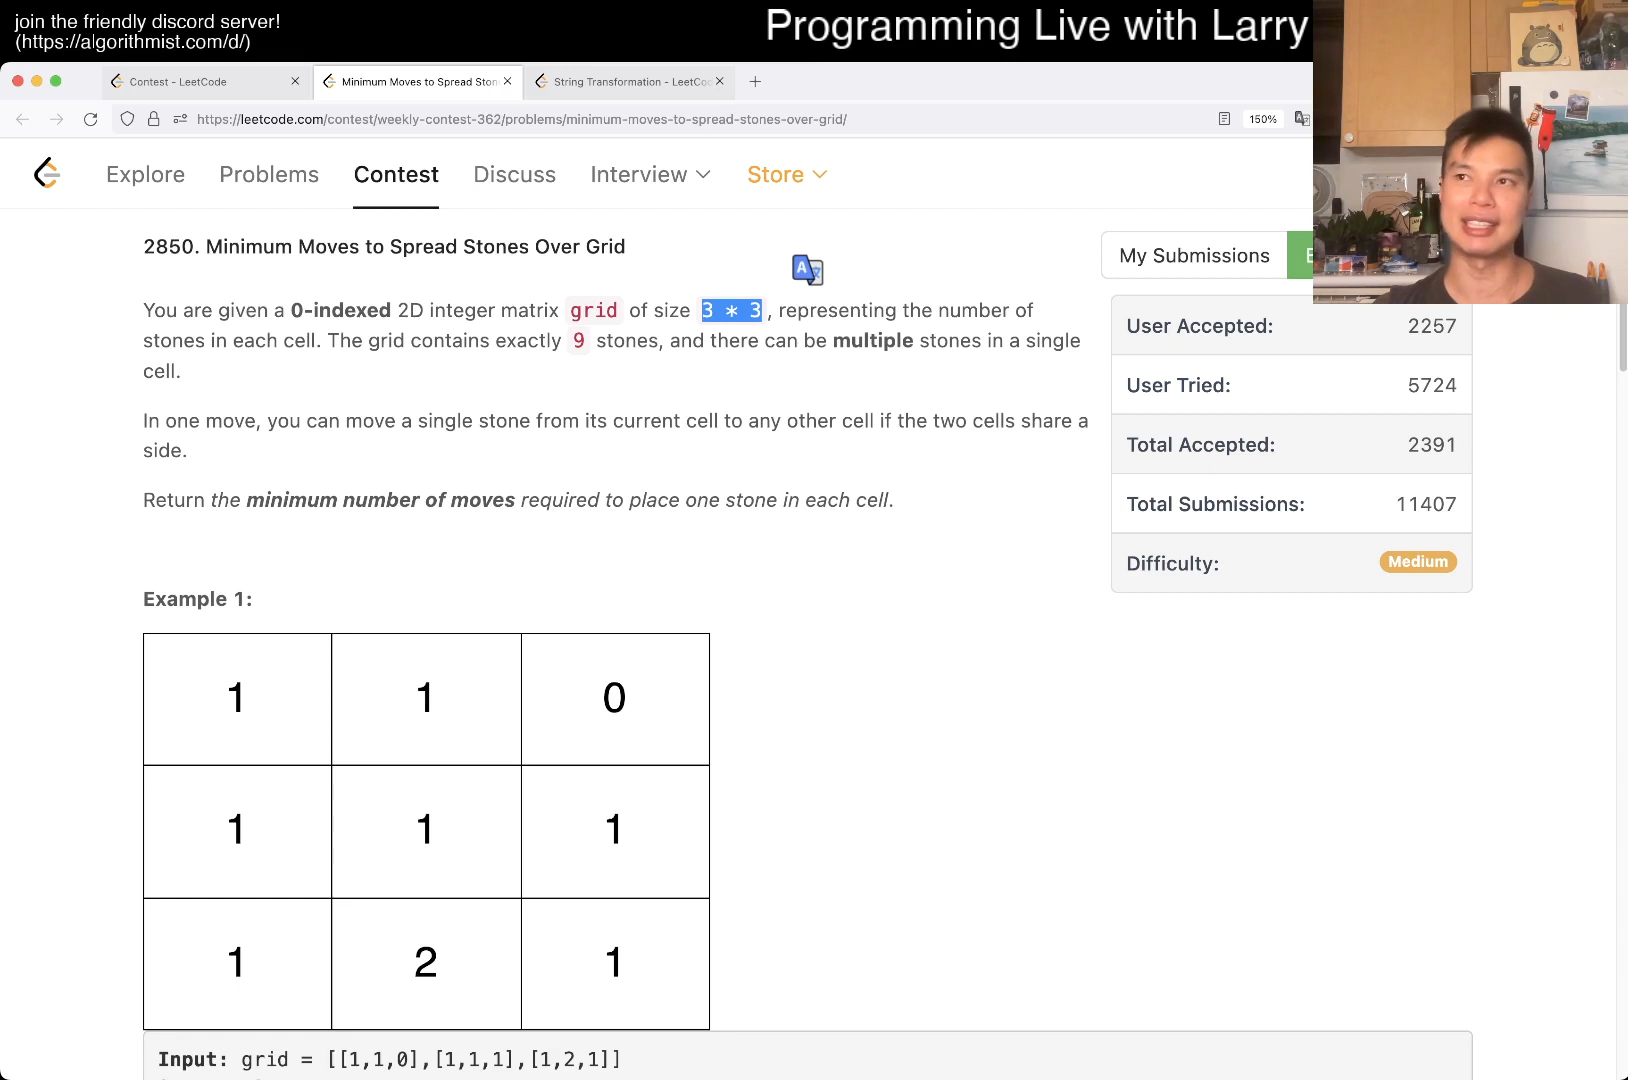 join the friendly discord server!
(https://algorithmist.com/d/)
Programming Live with Larry
Contest - LeetCode
Minimum Moves to Spread Ston
String Transformation - LeetCo
https://leetcode.com/contest/weekly-contest-362/problems/minimum-moves-to-spread-stones-over-grid/
150%
Explore Problems Contest Discuss Interview Store
2850. Minimum Moves to Spread Stones Over Grid
My Submissions
You are given a 0-indexed 2D integer matrix grid of size 3 * 3, representing the number of
stones in each cell. The grid contains exactly 9 stones, and there can be multiple stones in a single
cell.
In one move, you can move a single stone from its current cell to any other cell if the two cells share a
side.
Return the minimum number of moves required to place one stone in each cell.
User Accepted: 2257
User Tried: 5724
Total Accepted: 2391
Total Submissions: 11407
Difficulty: Medium
Example 1:
1 1 0
1 1 1
1 2 1
Input: grid = [[1,1,0],[1,1,1],[1,2,1]]